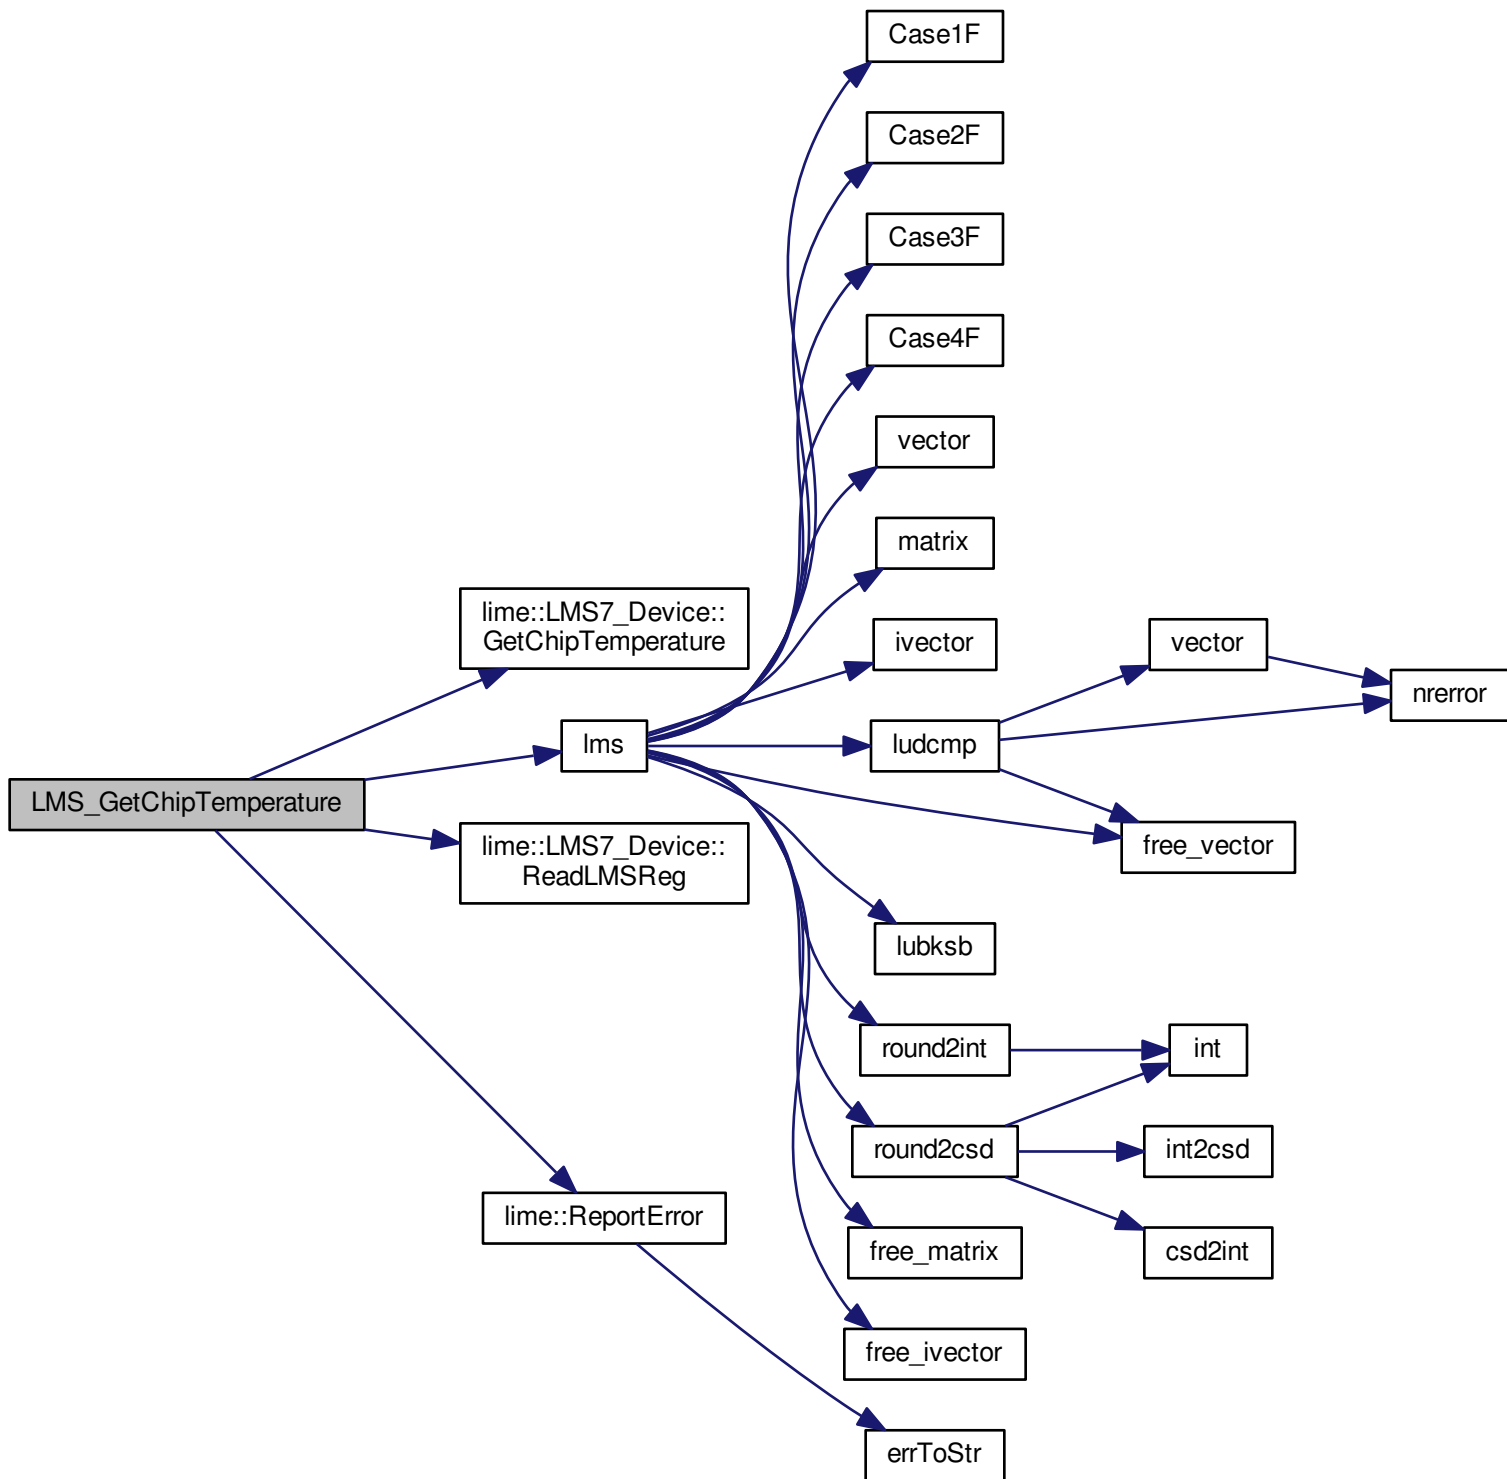 Case1F
Case2F
Case3F
Case4F
vector
matrix
lime::LMS7_Device::
GetChipTemperature
ivector
vector
nrerror
lms
ludcmp
LMS_GetChipTemperature
lime::LMS7_Device::
ReadLMSReg
free_vector
lubksb
round2int
int
round2csd
int2csd
lime::ReportError
free_matrix
csd2int
free_ivector
errToStr